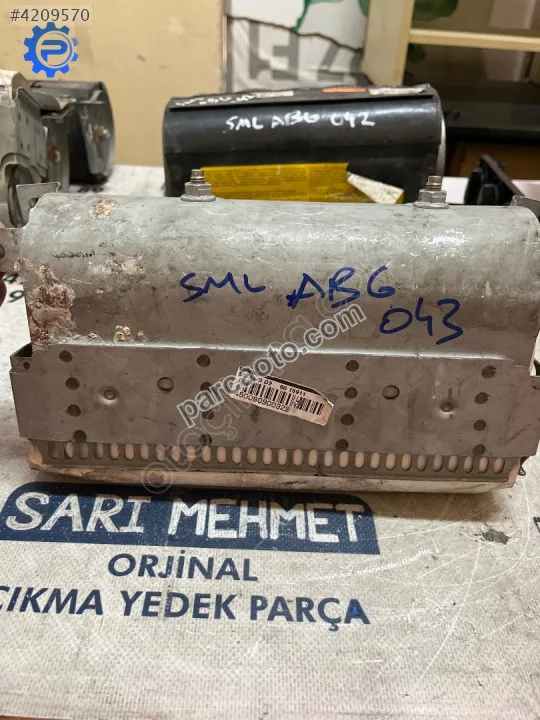 #4209570
SML ABG 042
SML ABG
043
parcaoto.com
SARI MEHMET
ORJİNAL
ÇIKMA YEDEK PARÇA